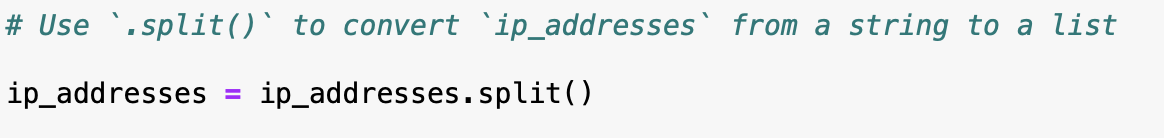 # Use `.split()` to convert `ip_addresses` from a string to a list
ip_addresses = ip_addresses.split()